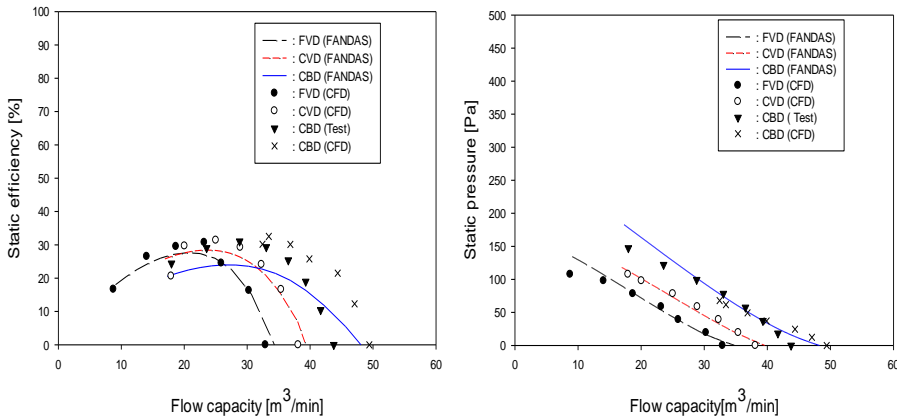 100
90
80
70
60
50
40
30
20
10
0
Static efficiency [%]
: FVD (FANDAS)
: CVD (FANDAS)
: CBD (FANDAS)
: FVD (CFD)
: CVD (CFD)
: CBD (Test)
: CBD (CFD)
0 10 20 30 40 50 60
Flow capacity[m³/min]
500
450
400
350
300
250
200
150
100
50
0
Static pressure [Pa]
: FVD (FANDAS)
: CVD (FANDAS)
: CBD (FANDAS)
: FVD (CFD)
: CVD (CFD)
: CBD ( Test)
: CBD (CFD)
0 10 20 30 40 50 60
Flow capacity[m³/min]